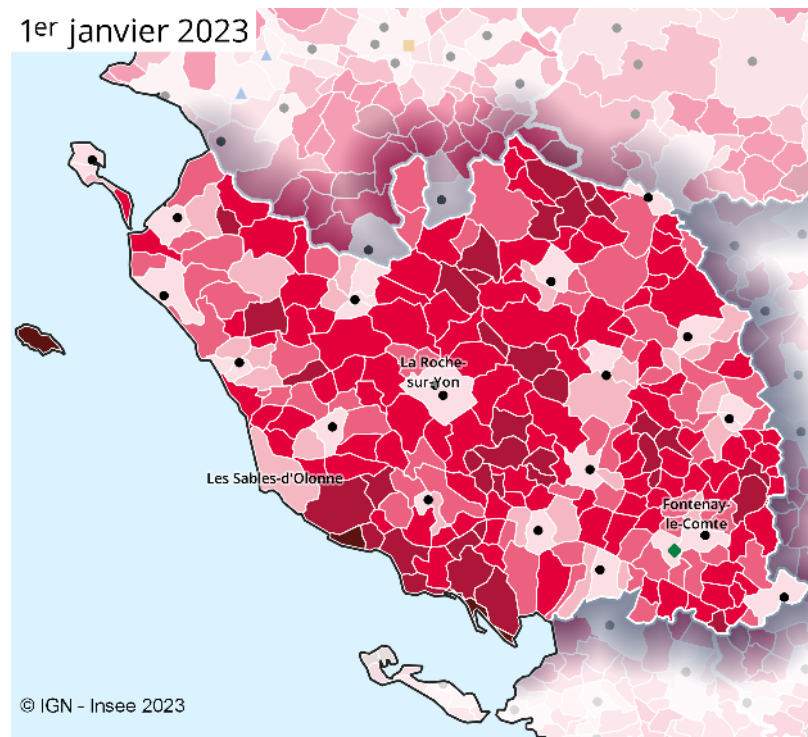 1er janvier 2023
La Roche-
sur-Yon
Les Sables-d'Olonne
Fontenay-
le-Comte
© IGN - Insee 2023